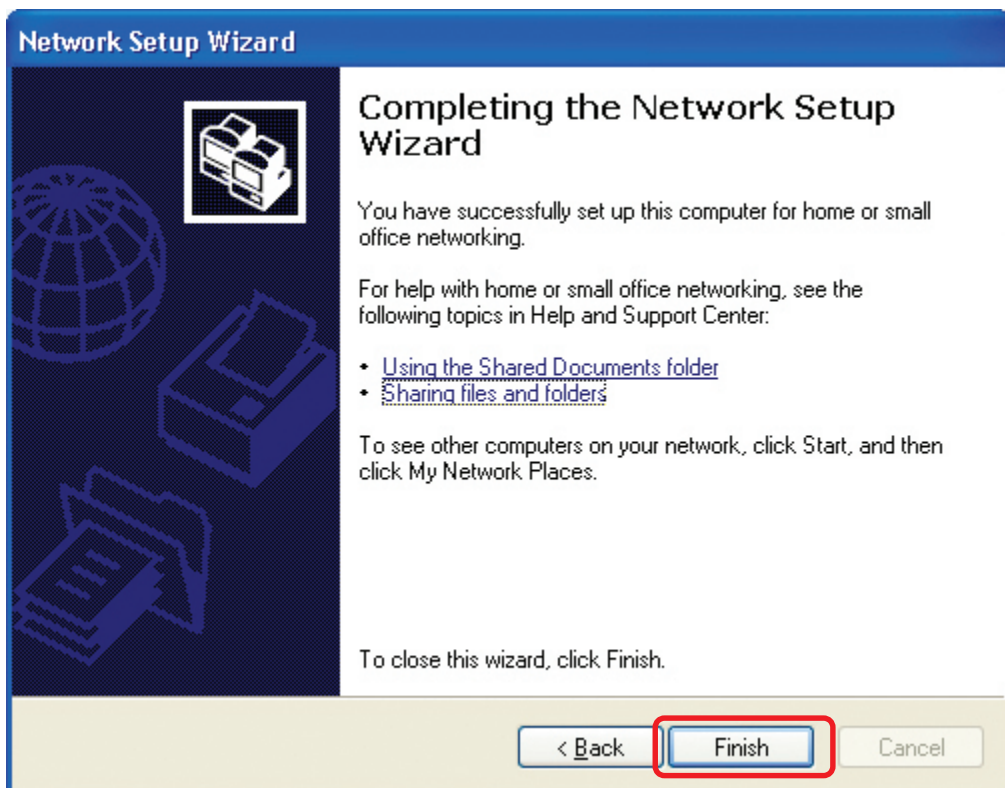 Network Setup Wizard
Completing the Network Setup
Wizard
You have successfully set up this computer for home or small
office networking.
For help with home or small office networking, see the
following topics in Help and Support Center:
• Using the Shared Documents folder
• Sharing files and folders
To see other computers on your network, click Start, and then
click My Network Places.
To close this wizard, click Finish.
< Back Finish Cancel